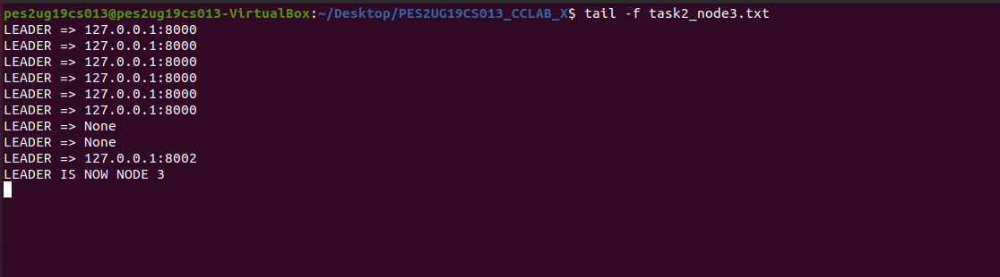 pes2ug19cs013@pes2ug19cs013-VirtualBox:~/Desktop/PES2UG19CS013_CCLAB_X$ tail -f task2_node3.txt
LEADER => 127.0.0.1:8000
LEADER => 127.0.0.1:8000
LEADER => 127.0.0.1:8000
LEADER => 127.0.0.1:8000
LEADER => 127.0.0.1:8000
LEADER => 127.0.0.1:8000
LEADER => None
LEADER => None
LEADER => 127.0.0.1:8002
LEADER IS NOW NODE 3